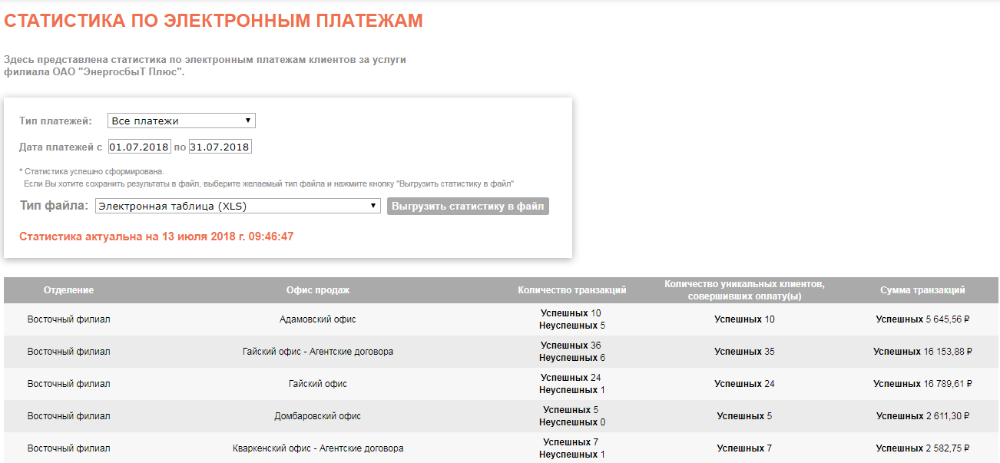 СТАТИСТИКА ПО ЭЛЕКТРОННЫМ ПЛАТЕЖАМ
Здесь представлена статистика по электронным платежам клиентов за услуги
филиала ОАО "ЭнергосбыТ Плюс".
Тип платежей: Все платежи
Дата платежей с 01.07.2018 по 31.07.2018
* Статистика успешно сформирована.
Если Вы хотите сохранить результаты в файл, выберите желаемый тип файла и нажмите кнопку "Выгрузить статистику в файл"
Тип файла: Электронная таблица (XLS) Выгрузить статистику в файл
Статистика актуальна на 13 июля 2018 г. 09:46:47
Отделение Офис продаж Количество транзакций Количество уникальных клиентов,
совершивших оплату(ы) Сумма транзакций
Восточный филиал Адамовский офис Успешных 10
Неуспешных 5 Успешных 10 Успешных 5 645,56 ₽
Восточный филиал Гайский офис - Агентские договора Успешных 36
Неуспешных 6 Успешных 35 Успешных 16 153,88 ₽
Восточный филиал Гайский офис Успешных 24
Неуспешных 1 Успешных 24 Успешных 16 789,61 ₽
Восточный филиал Домбаровский офис Успешных 5
Неуспешных 0 Успешных 5 Успешных 2 611,30 ₽
Восточный филиал Кваркенский офис - Агентские договора Успешных 7
Неуспешных 1 Успешных 7 Успешных 2 582,75 ₽